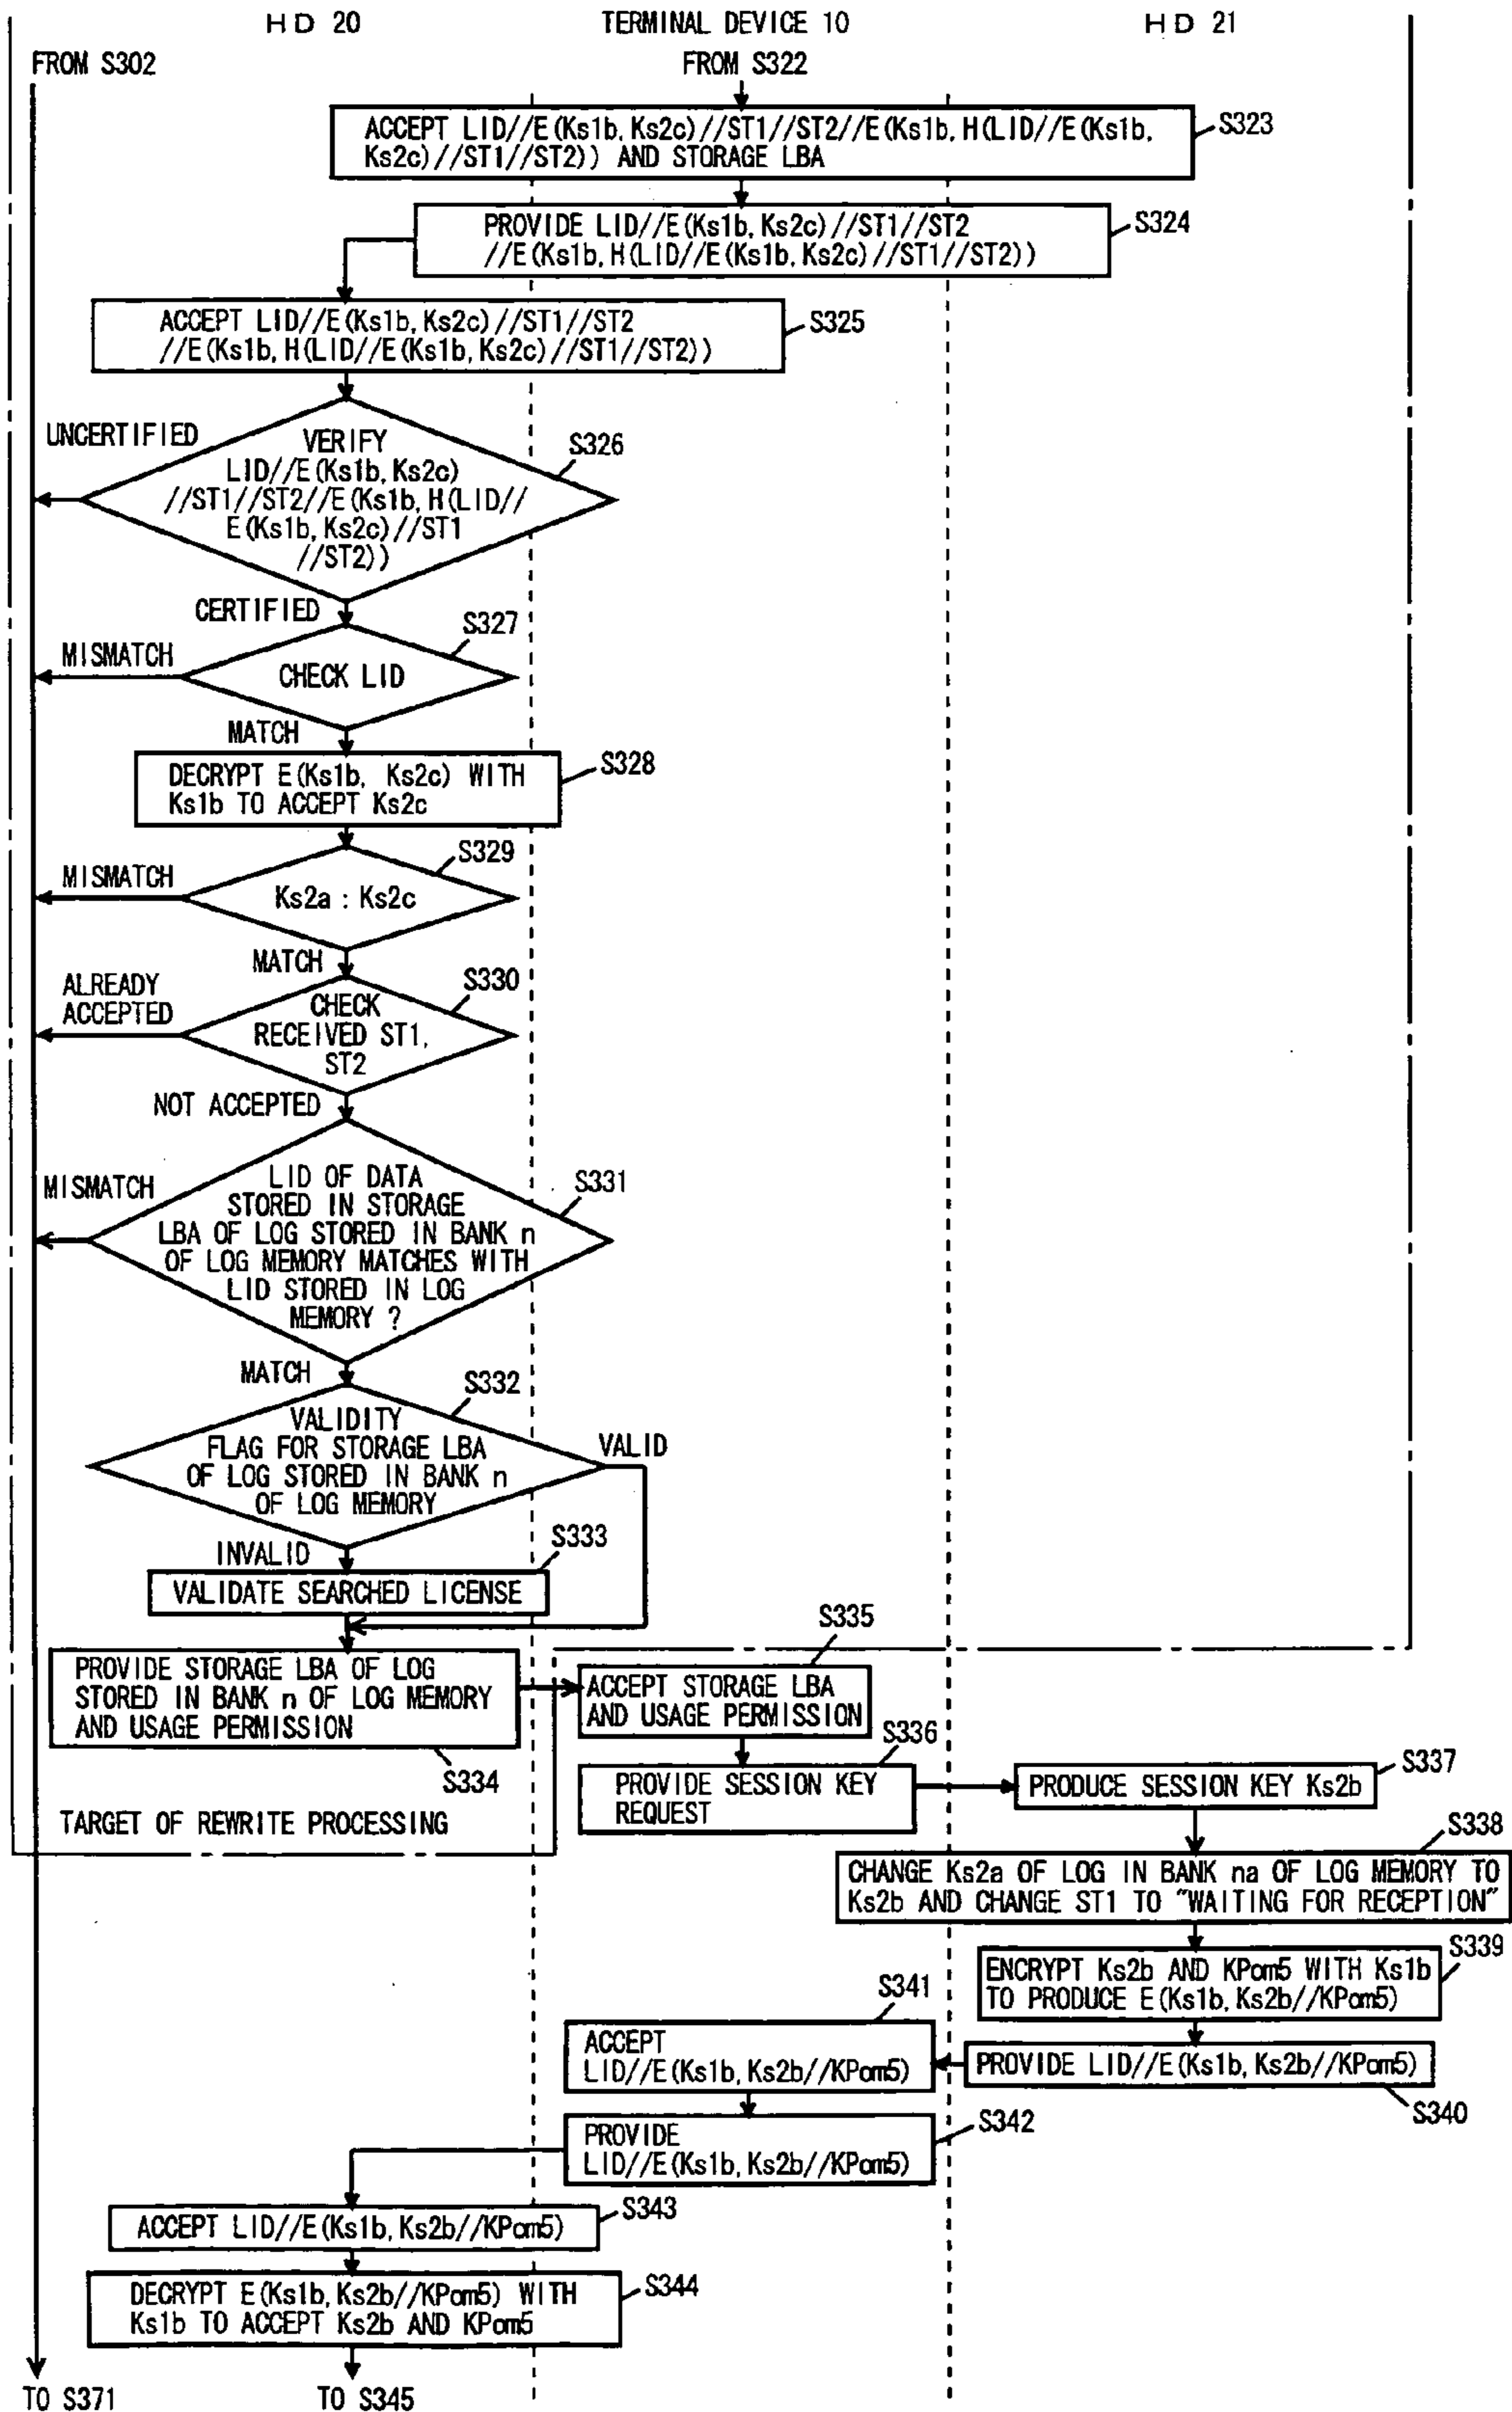 HD 20
TERMINAL DEVICE 10
HD 21
FROM S302
FROM S322
ACCEPT LID//E(Ks1b, Ks2c)//ST1//ST2//E(Ks1b, H(LID//E(Ks1b,
Ks2c)//ST1//ST2)) AND STORAGE LBA
S323
PROVIDE LID//E(Ks1b, Ks2c)//ST1//ST2
//E(Ks1b, H(LID//E(Ks1b, Ks2c)//ST1//ST2))
S324
ACCEPT LID//E(Ks1b, Ks2c)//ST1//ST2
//E(Ks1b, H(LID//E(Ks1b, Ks2c)//ST1//ST2))
S325
UNCERTIFIED
VERIFY
LID//E(Ks1b, Ks2c)
//ST1//ST2//E(Ks1b, H(LID//
E(Ks1b, Ks2c)//ST1
//ST2))
S326
CERTIFIED
S327
MISMATCH
CHECK LID
MATCH
DECRYPT E(Ks1b, Ks2c) WITH
Ks1b TO ACCEPT Ks2c
S328
S329
MISMATCH
Ks2a : Ks2c
MATCH
S330
ALREADY
ACCEPTED
CHECK
RECEIVED ST1,
ST2
NOT ACCEPTED
MISMATCH
LID OF DATA
STORED IN STORAGE
LBA OF LOG STORED IN BANK n
OF LOG MEMORY MATCHES WITH
LID STORED IN LOG
MEMORY ?
S331
MATCH
S332
VALIDITY
FLAG FOR STORAGE LBA
OF LOG STORED IN BANK n
OF LOG MEMORY
VALID
INVALID
S333
VALIDATE SEARCHED LICENSE
PROVIDE STORAGE LBA OF LOG
STORED IN BANK n OF LOG MEMORY
AND USAGE PERMISSION
S334
S335
ACCEPT STORAGE LBA
AND USAGE PERMISSION
S336
PROVIDE SESSION KEY
REQUEST
S337
PRODUCE SESSION KEY Ks2b
TARGET OF REWRITE PROCESSING
S338
CHANGE Ks2a OF LOG IN BANK na OF LOG MEMORY TO
Ks2b AND CHANGE ST1 TO "WAITING FOR RECEPTION"
S339
ENCRYPT Ks2b AND KPom5 WITH Ks1b
TO PRODUCE E(Ks1b, Ks2b//KPom5)
S341
ACCEPT
LID//E(Ks1b, Ks2b//KPom5)
PROVIDE LID//E(Ks1b, Ks2b//KPom5)
S340
PROVIDE
LID//E(Ks1b, Ks2b//KPom5)
S342
ACCEPT LID//E(Ks1b, Ks2b//KPom5)
S343
DECRYPT E(Ks1b, Ks2b//KPom5) WITH
Ks1b TO ACCEPT Ks2b AND KPom5
S344
TO S371
TO S345